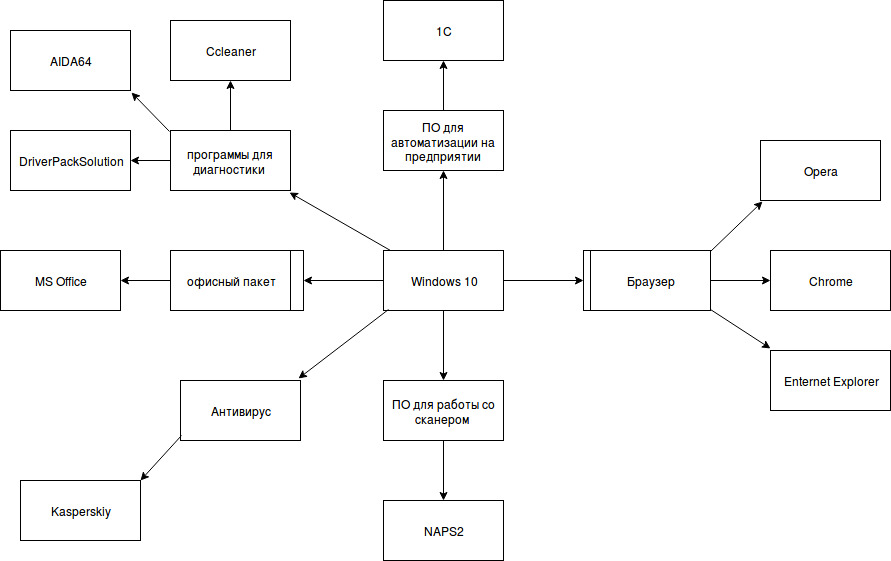 1С
Ccleaner
AIDA64
ПО для
автоматизации на
предприятии
программы для
диагностики
DriverPackSolution
Opera
MS Office
офисный пакет
Windows 10
Браузер
Chrome
Enternet Explorer
Антивирус
ПО для работы со
сканером
Kasperskiy
NAPS2